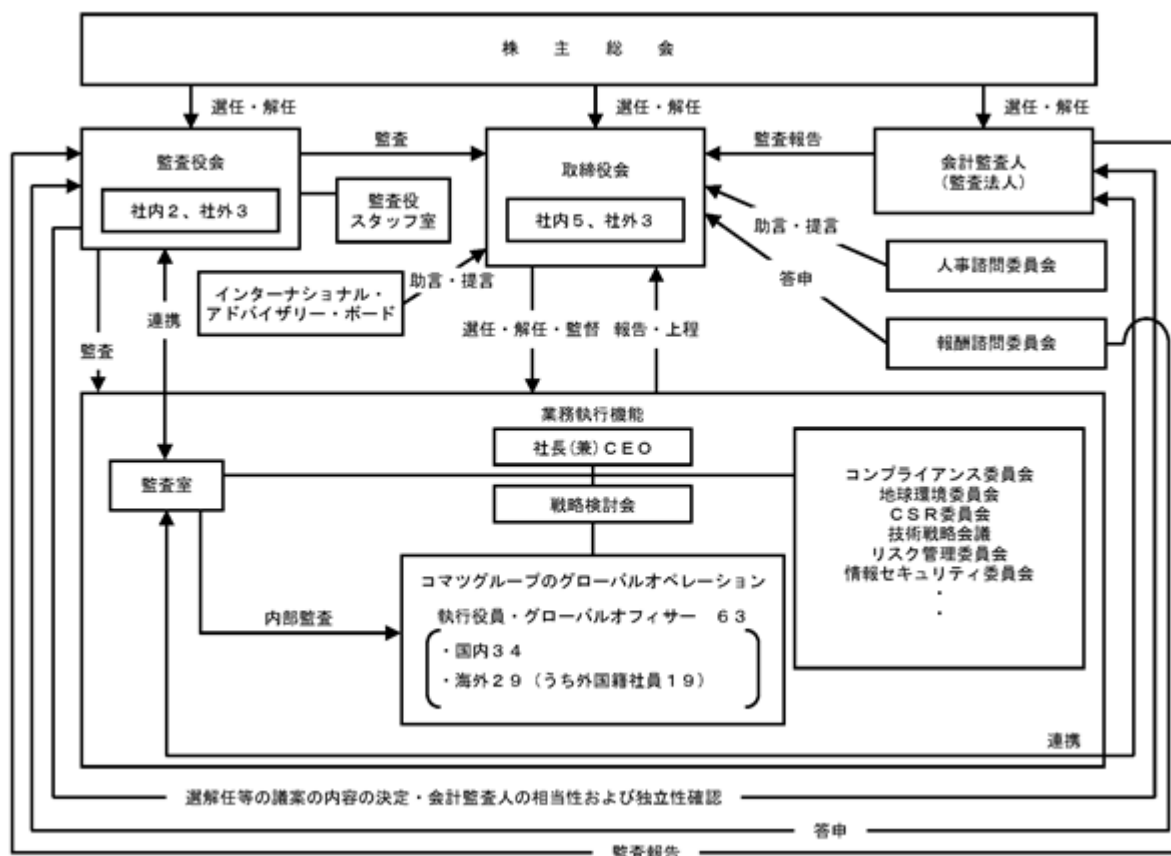 株主総会
選任・解任
選任・解任
選任・解任
監査役会
社内2、社外3
監査
監査役
スタッフ室
取締役会
社内5、社外3
監査報告
会計監査人
(監査法人)
助言・提言
人事諮問委員会
答申
報酬諮問委員会
インターナショナル・
アドバイザリー・ボード
助言・提言
連携
監査
選任・解任・監督
報告・上程
業務執行機能
社長(兼)CEO
戦略検討会
監査室
コンプライアンス委員会
地球環境委員会
CSR委員会
技術戦略会議
リスク管理委員会
情報セキュリティ委員会
・
・
内部監査
コマツグループのグローバルオペレーション
執行役員・グローバルオフィサー 63
・国内34
・海外29(うち外国籍社員19)
連携
選解任等の議案の内容の決定・会計監査人の相当性および独立性確認
答申
監査報告